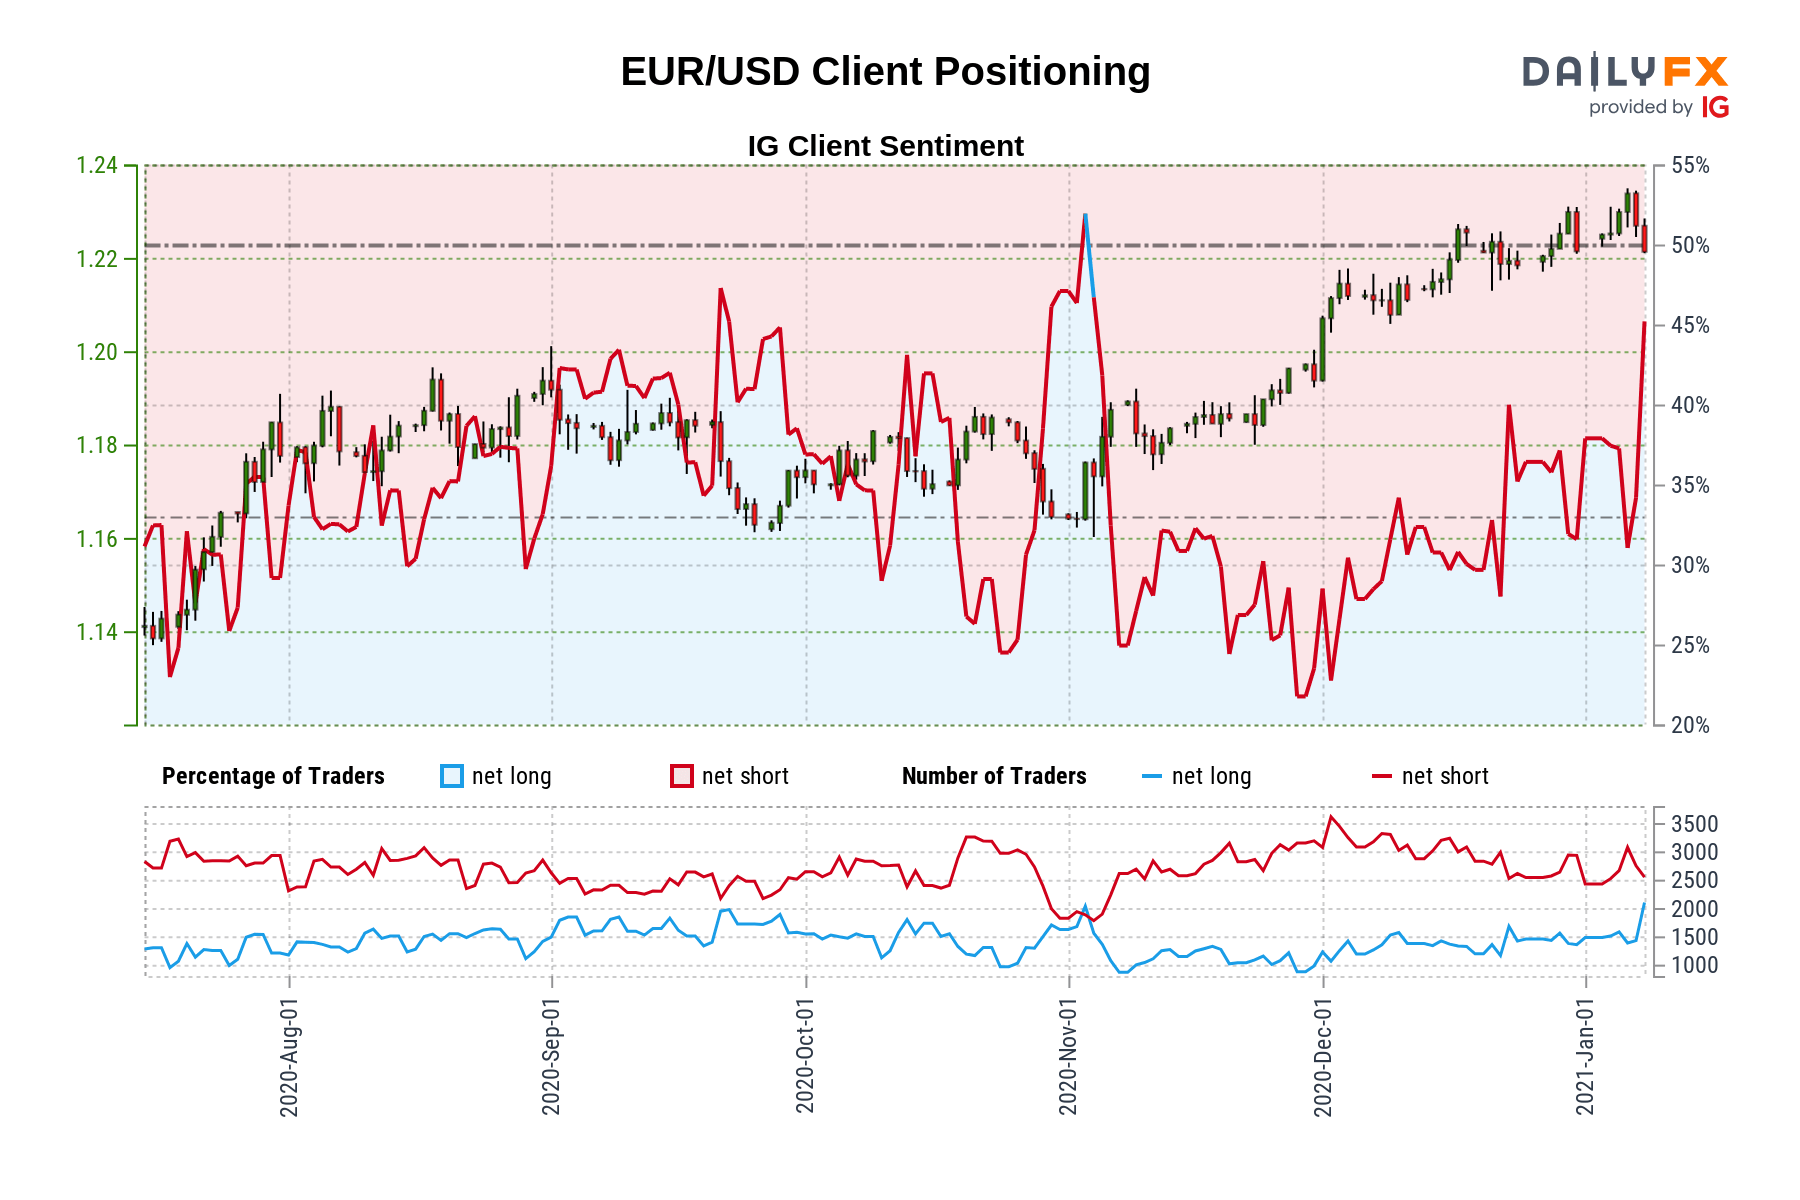 EUR/USD Client Positioning
DAILYFX
provided by IG
IG Client Sentiment
1.24
1.22
1.20
1.18
1.16
1.14
55%
50%
45%
40%
35%
30%
25%
20%
Percentage of Traders net long net short Number of Traders net long net short
3500
3000
2500
2000
1500
1000
2020-Aug-01
2020-Sep-01
2020-Oct-01
2020-Nov-01
2020-Dec-01
2021-Jan-01